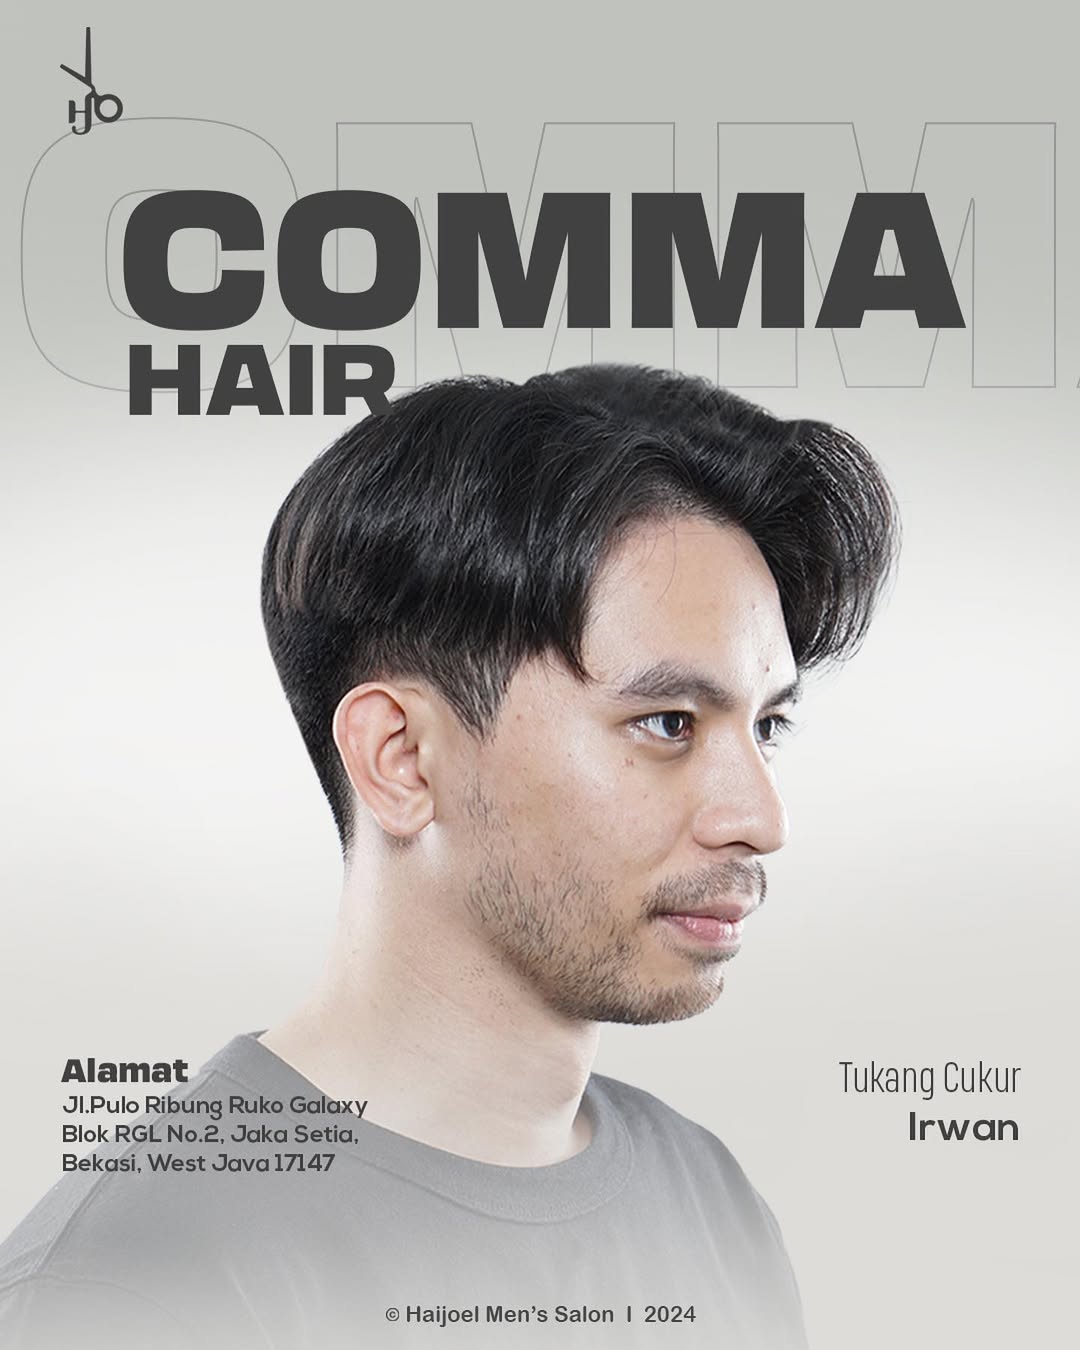 HJO
COMMA
COMMA
HAIR
Alamat
Jl.Pulo Ribung Ruko Galaxy
Blok RGL No.2, Jaka Setia,
Bekasi, West Java 17147
Tukang Cukur
Irwan
© Haijoel Men's Salon I 2024